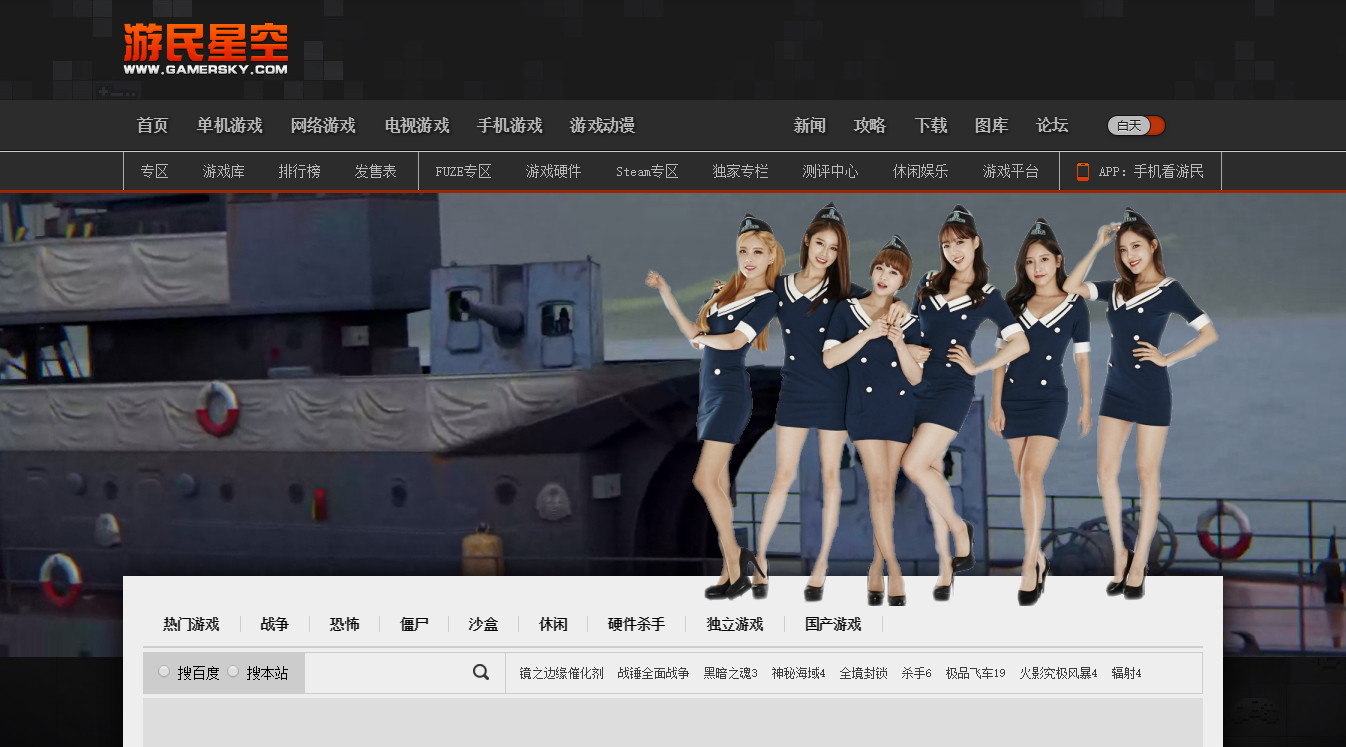 游民星空
WWW.GAMERSKY.COM
首页 单机游戏 网络游戏 电视游戏 手机游戏 游戏动漫 新闻 攻略 下载 图库 论坛 白天
专区 游戏库 排行榜 发售表 FUZE专区 游戏硬件 Steam专区 独家专栏 测评中心 休闲娱乐 游戏平台 APP：手机看游民
热门游戏 战争 恐怖 僵尸 沙盒 休闲 硬件杀手 独立游戏 国产游戏
搜百度 搜本站 镜之边缘催化剂 战锤全面战争 黑暗之魂3 神秘海域4 全境封锁 杀手6 极品飞车19 火影究极风暴4 辐射4